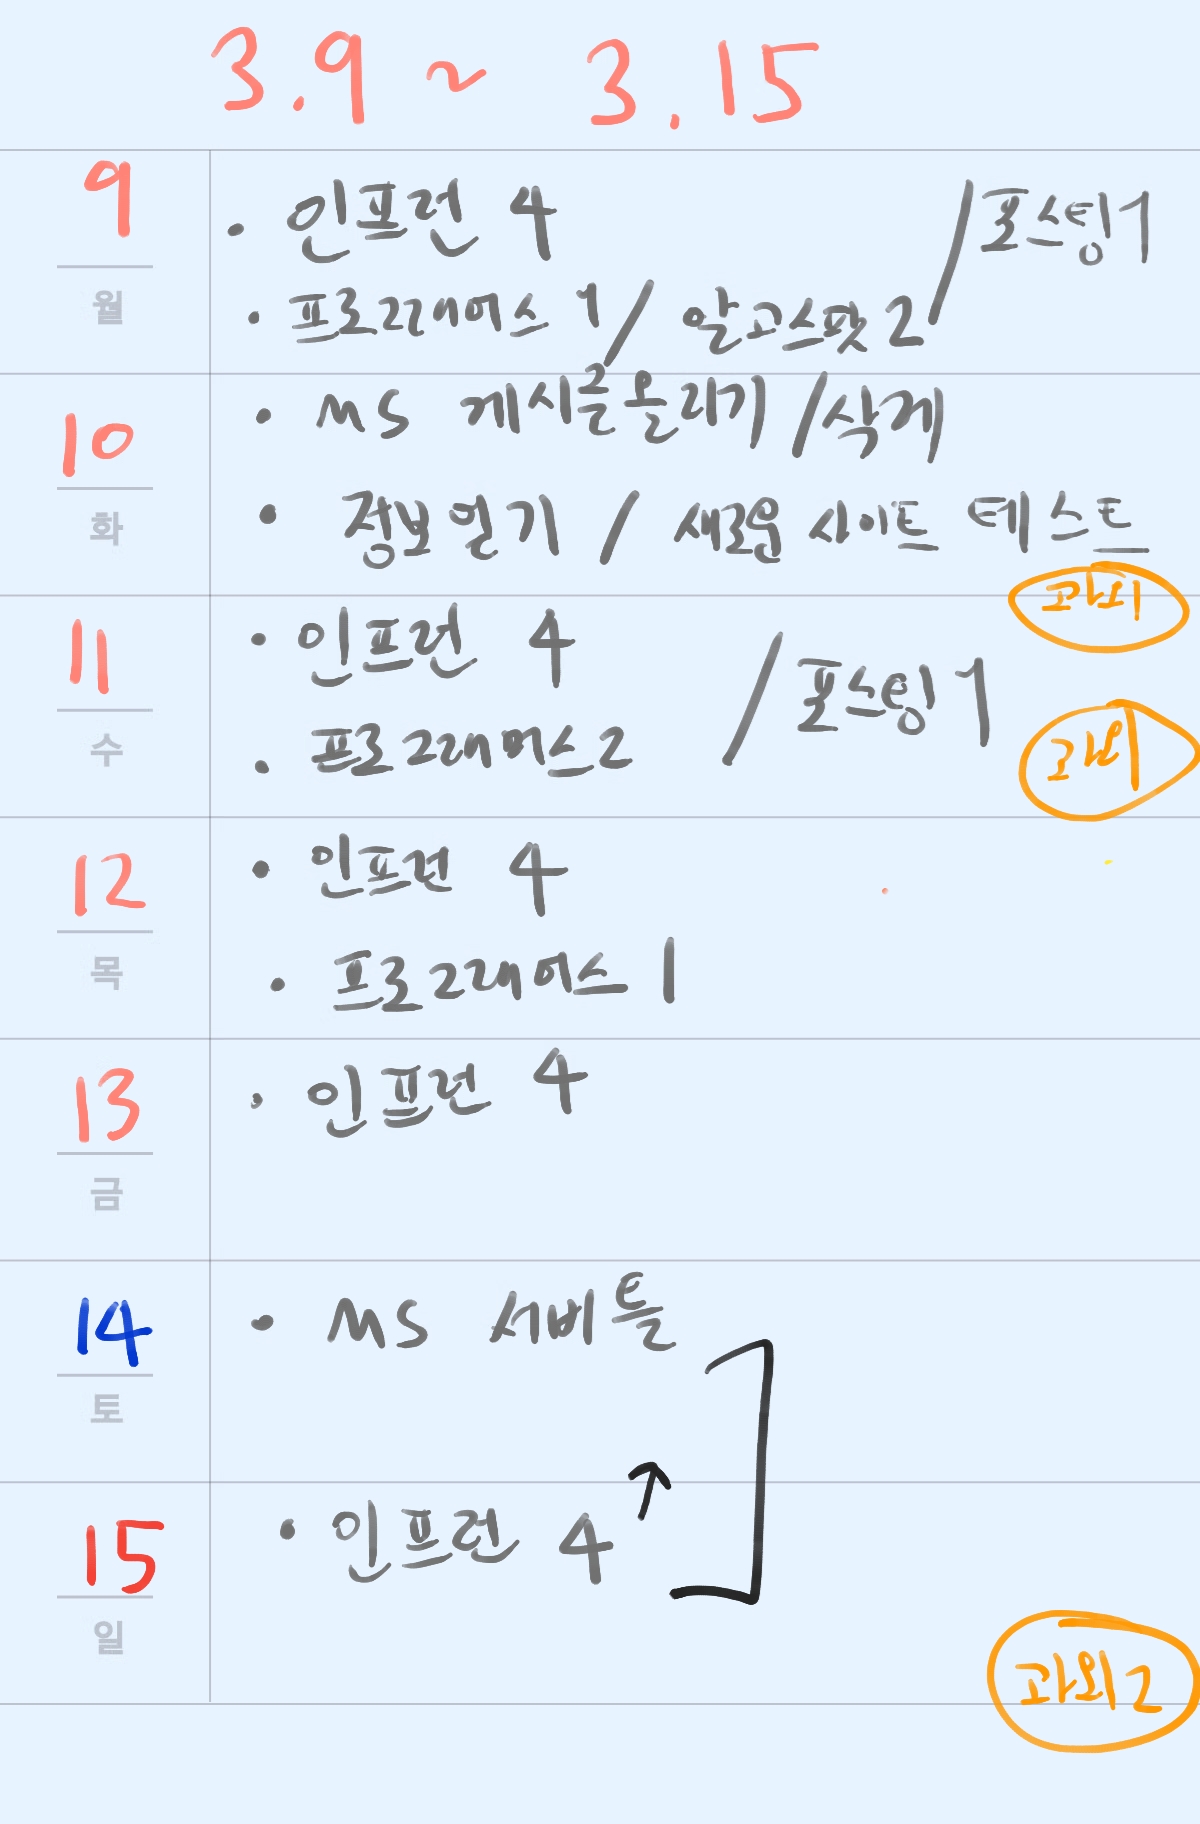 3.9 ~ 3.15
9
월
· 인프런 4
· 프로그래머스 1 / 알고스팟 2 / 포스팅 1
10
화
· MS 게시글 올리기 / 삭제
· 정보 얻기 / 새로운 사이트 테스트
과외
11
수
· 인프런 4
· 프로그래머스 2 / 포스팅 1
과외
12
목
· 인프런 4
· 프로그래머스 1
13
금
· 인프런 4
14
토
· MS 서비틀
15
일
· 인프런 4 ↑
과외 2